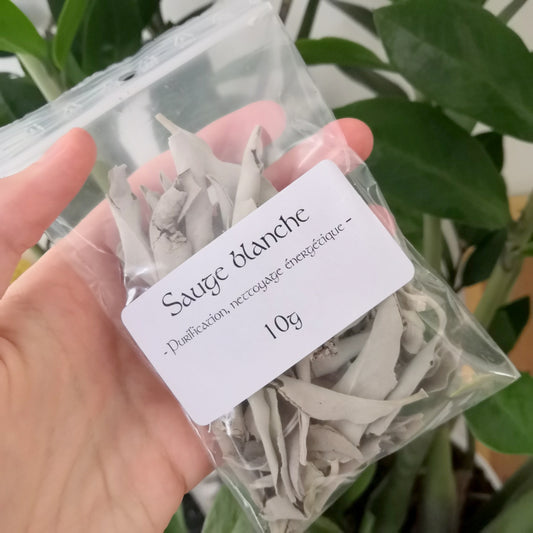 Sauge blanche
- Purification, nettoyage énergétique -
10g